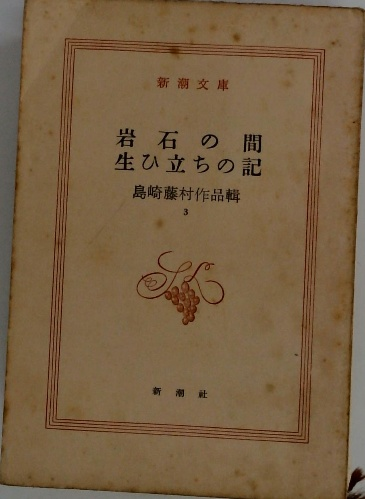 新潮文庫
岩石の間
生ひ立ちの記
島崎藤村作品輯
3
新潮社